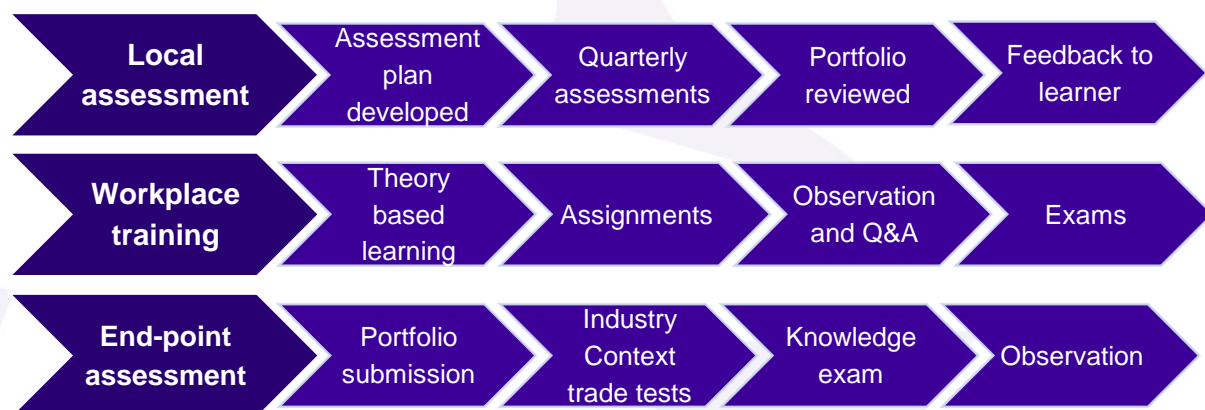 Local
assessment
Assessment
plan
developed
Quarterly
assessments
Portfolio
reviewed
Feedback to
learner
Workplace
training
Theory
based
learning
Assignments
Observation
and Q&A
Exams
End-point
assessment
Portfolio
submission
Industry
Context
trade tests
Knowledge
exam
Observation